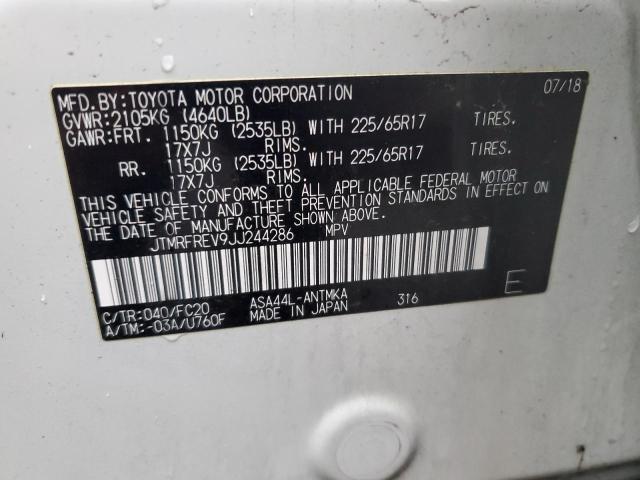 MFD.BY:TOYOTA MOTOR CORPORATION 07/18
GVWR:2105KG (4640LB)
GAWR:FRT. 1150KG (2535LB) WITH 225/65R17 TIRES.
17X7J RIMS.
RR. 1150KG (2535LB) WITH 225/65R17 TIRES.
17X7J RIMS.
THIS VEHICLE CONFORMS TO ALL APPLICABLE FEDERAL MOTOR
VEHICLE SAFETY AND THEFT PREVENTION STANDARDS IN EFFECT ON
THE DATE OF MANUFACTURE SHOWN ABOVE.
JTMRFREV9JJ244286 MPV
C/TR:040/FC20 ASA44L-ANTMKA 316
A/TM:-03A/U760F MADE IN JAPAN
E